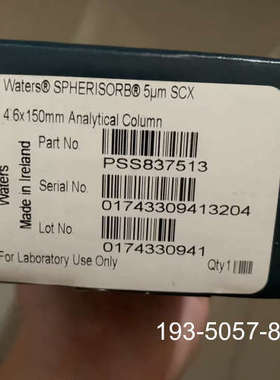 Waters® SPHERISORB® 5µm SCX
4.6x150mm Analytical Column
Part No
PSS837513
Serial No.
01743309413204
Lot No
0174330941
Waters
Made in Ireland
For Laboratory Use Only
Qty 1
193-5057-8